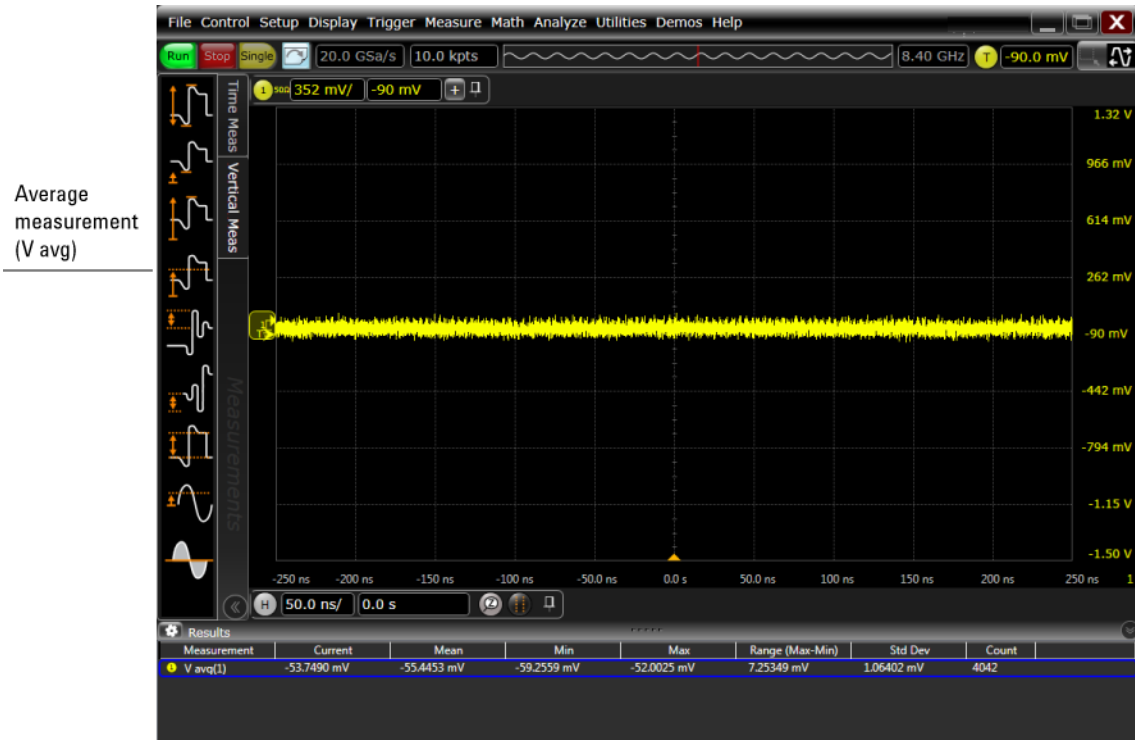 File Control Setup Display Trigger Measure Math Analyze Utilities Demos Help
Run Stop Single 20.0 GSa/s 10.0 kpts 8.40 GHz T -90.0 mV
1 50Ω 352 mV/ -90 mV +
Time Meas
Vertical Meas
Measurements
Average
measurement
(V avg)
1.32 V
966 mV
614 mV
262 mV
-90 mV
-442 mV
-794 mV
-1.15 V
-1.50 V
-250 ns -200 ns -150 ns -100 ns -50.0 ns 0.0 s 50.0 ns 100 ns 150 ns 200 ns 250 ns 1
H 50.0 ns/ 0.0 s
Results
Measurement Current Mean Min Max Range (Max-Min) Std Dev Count
1 V avg(1) -53.7490 mV -55.4453 mV -59.2559 mV -52.0025 mV 7.25349 mV 1.06402 mV 4042